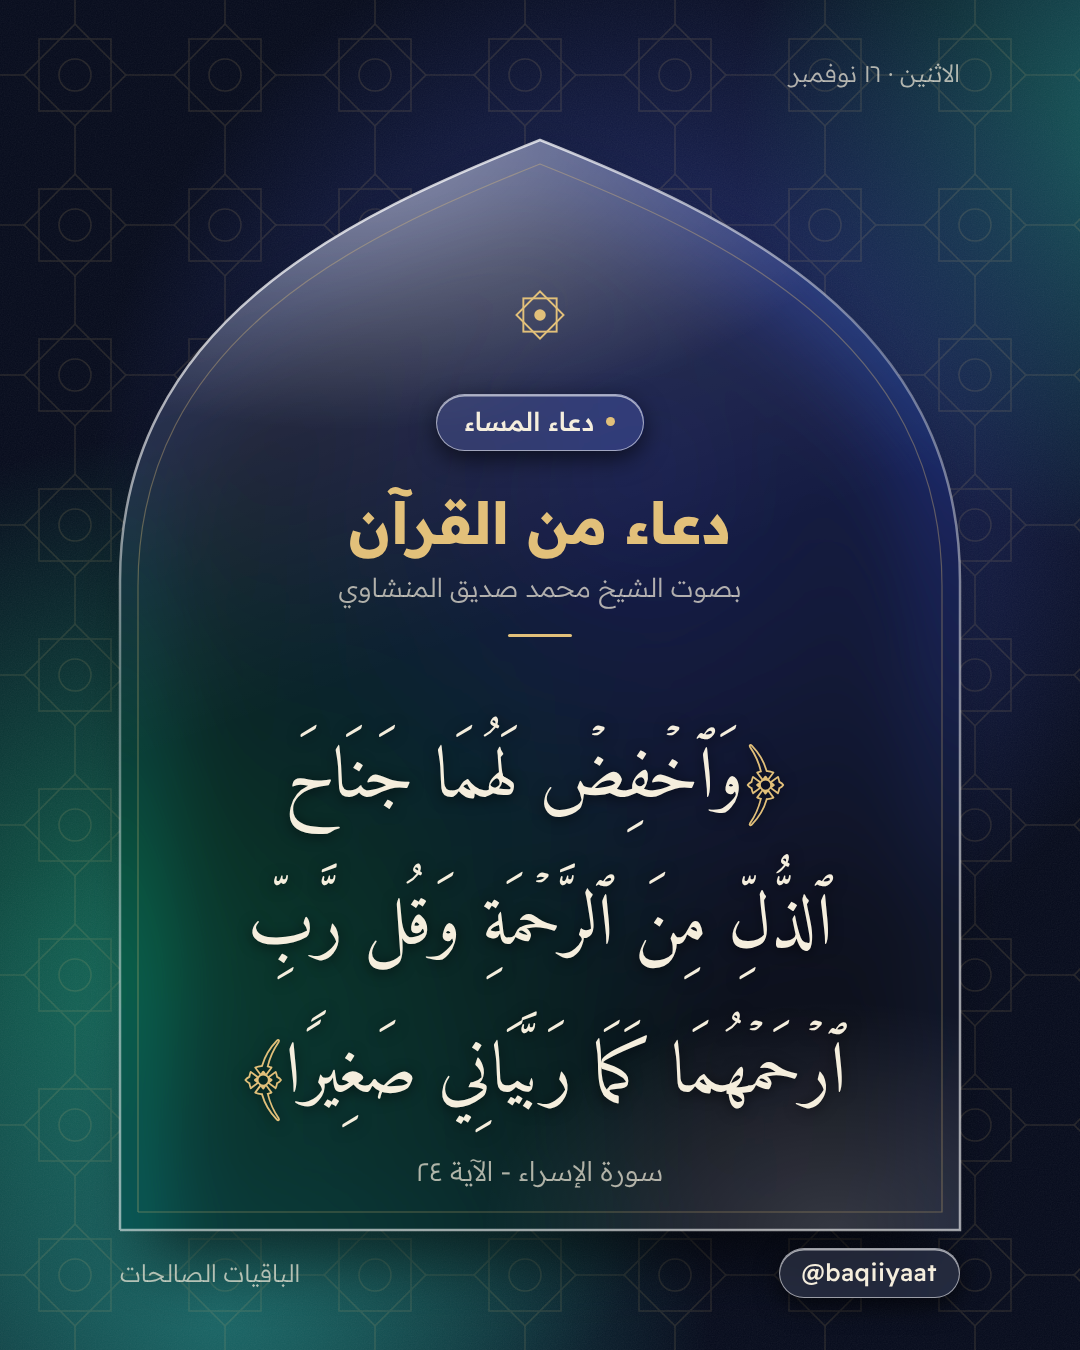 الاثنين · ١٦ نوفمبر
دعاء المساء
دعاء من القرآن
بصوت الشيخ محمد صديق المنشاوي
﴿وَٱخۡفِضۡ لَهُمَا جَنَاحَ
ٱلذُّلِّ مِنَ ٱلرَّحۡمَةِ وَقُل رَّبِّ
ٱرۡحَمۡهُمَا كَمَا رَبَّيَانِي صَغِيرًا﴾
سورة الإسراء - الآية ٢٤
الباقيات الصالحات
@baqiiyaat